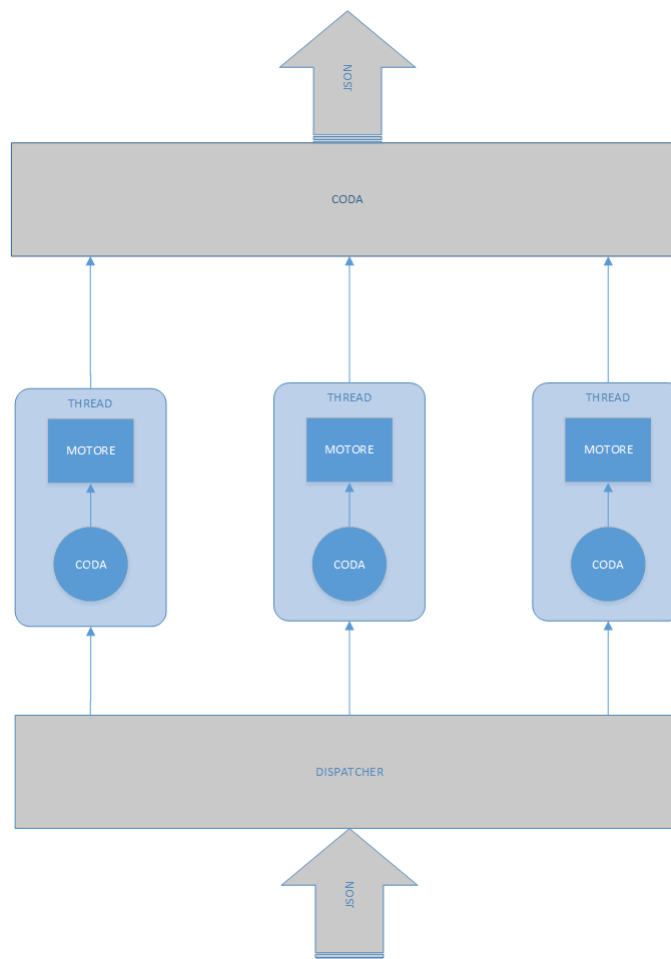 JSON
CODA
THREAD
THREAD
THREAD
MOTORE
MOTORE
MOTORE
CODA
CODA
CODA
DISPATCHER
JSON